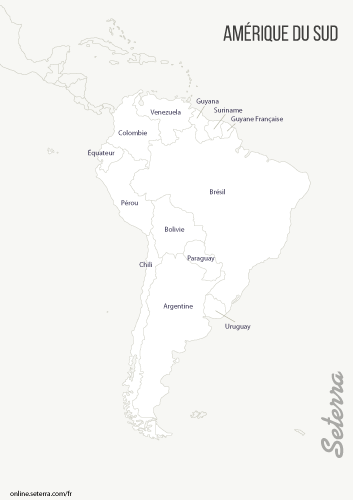 AMÉRIQUE DU SUD
Guyana
Venezuela
Suriname
Guyane Française
Colombie
Équateur
Brésil
Pérou
Bolivie
Paraguay
Chili
Argentine
Uruguay
Seterra
online.seterra.com/fr